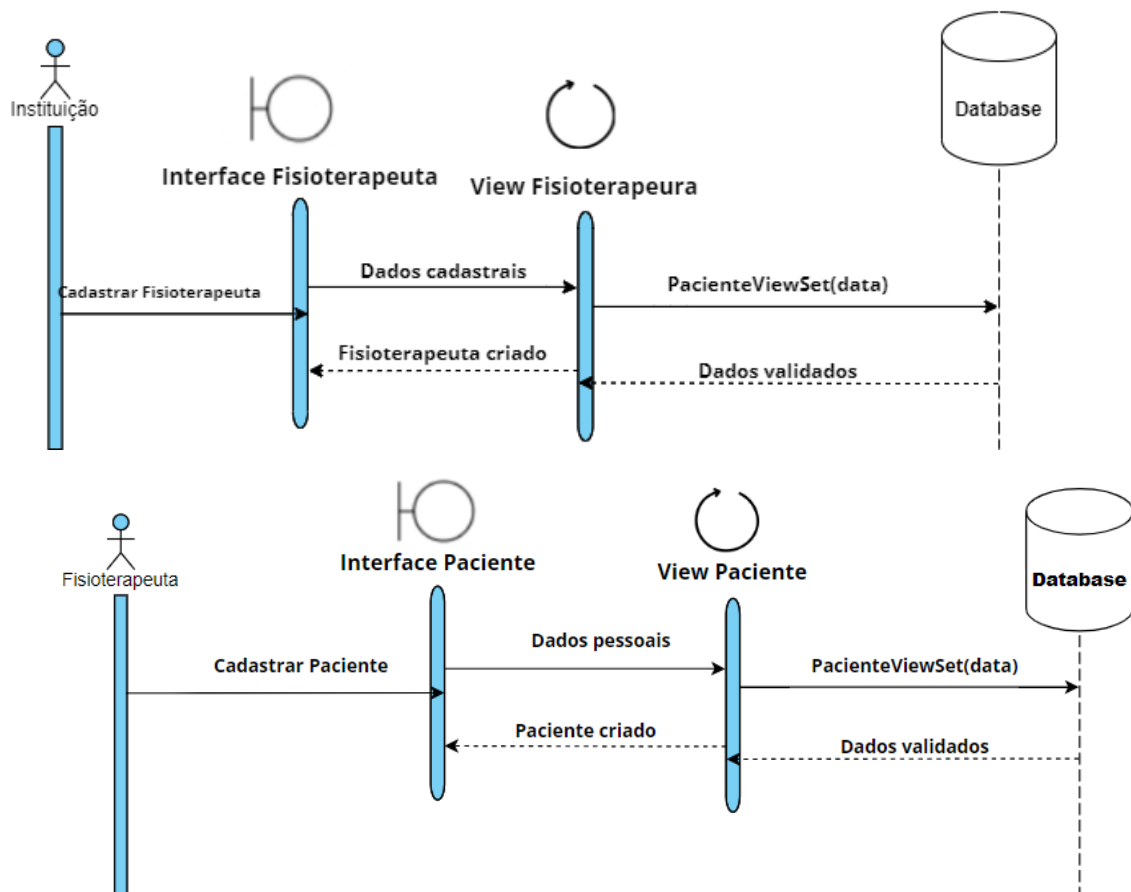 Instituição
Interface Fisioterapeuta
View Fisioterapeura
Database
Cadastrar Fisioterapeuta
Dados cadastrais
PacienteViewSet(data)
Fisioterapeuta criado
Dados validados
Fisioterapeuta
Interface Paciente
View Paciente
Database
Cadastrar Paciente
Dados pessoais
PacienteViewSet(data)
Paciente criado
Dados validados